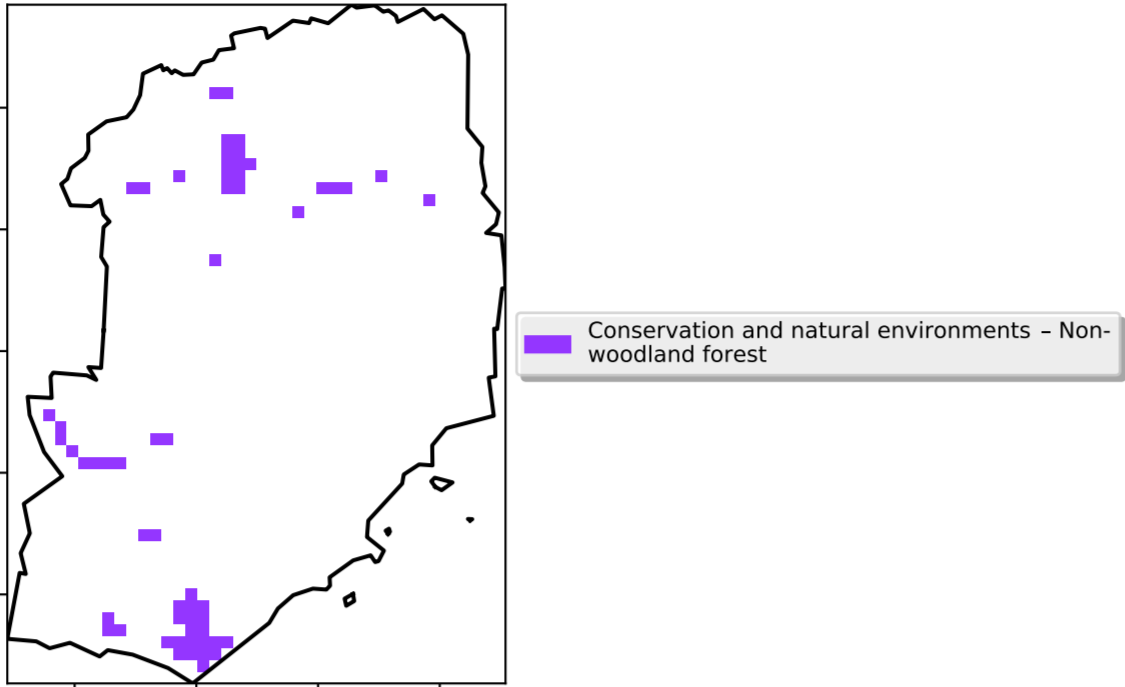 Conservation and natural environments – Non-
woodland forest